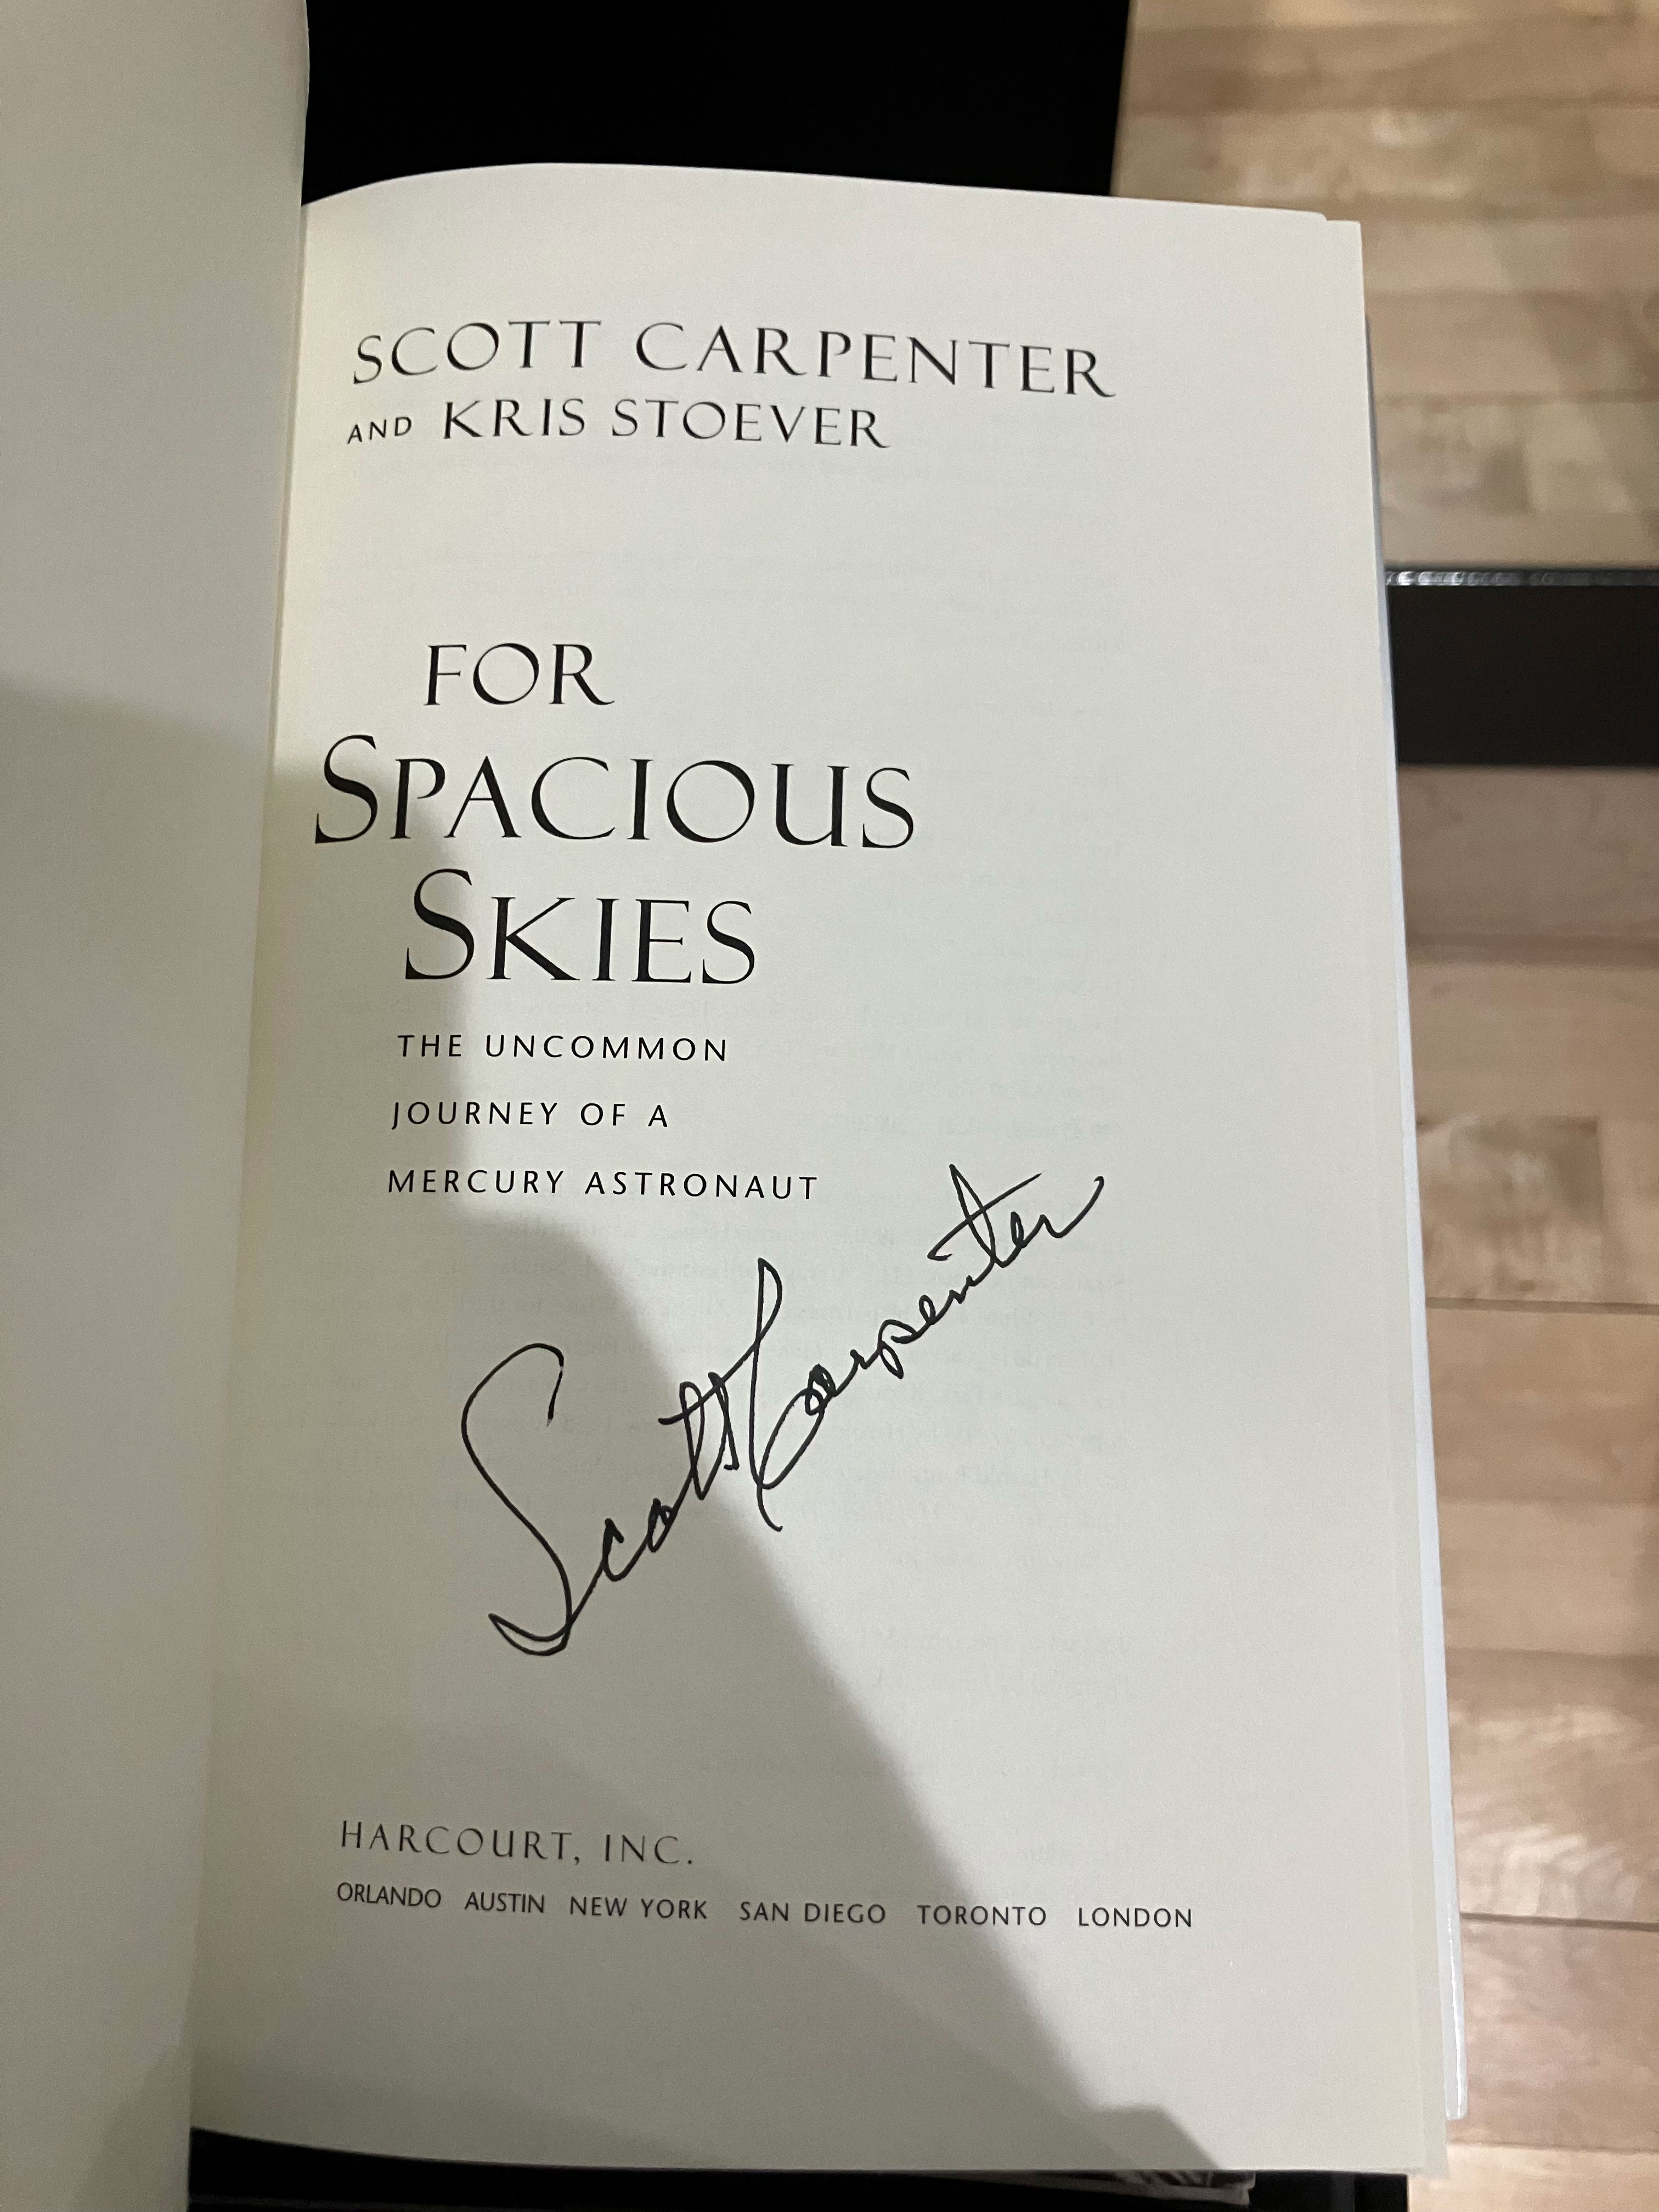 SCOTT CARPENTER
AND KRIS STOEVER
FOR
SPACIOUS
SKIES
THE UNCOMMON
JOURNEY OF A
MERCURY ASTRONAUT
Scott Carpenter
HARCOURT, INC.
ORLANDO AUSTIN NEW YORK SAN DIEGO TORONTO LONDON